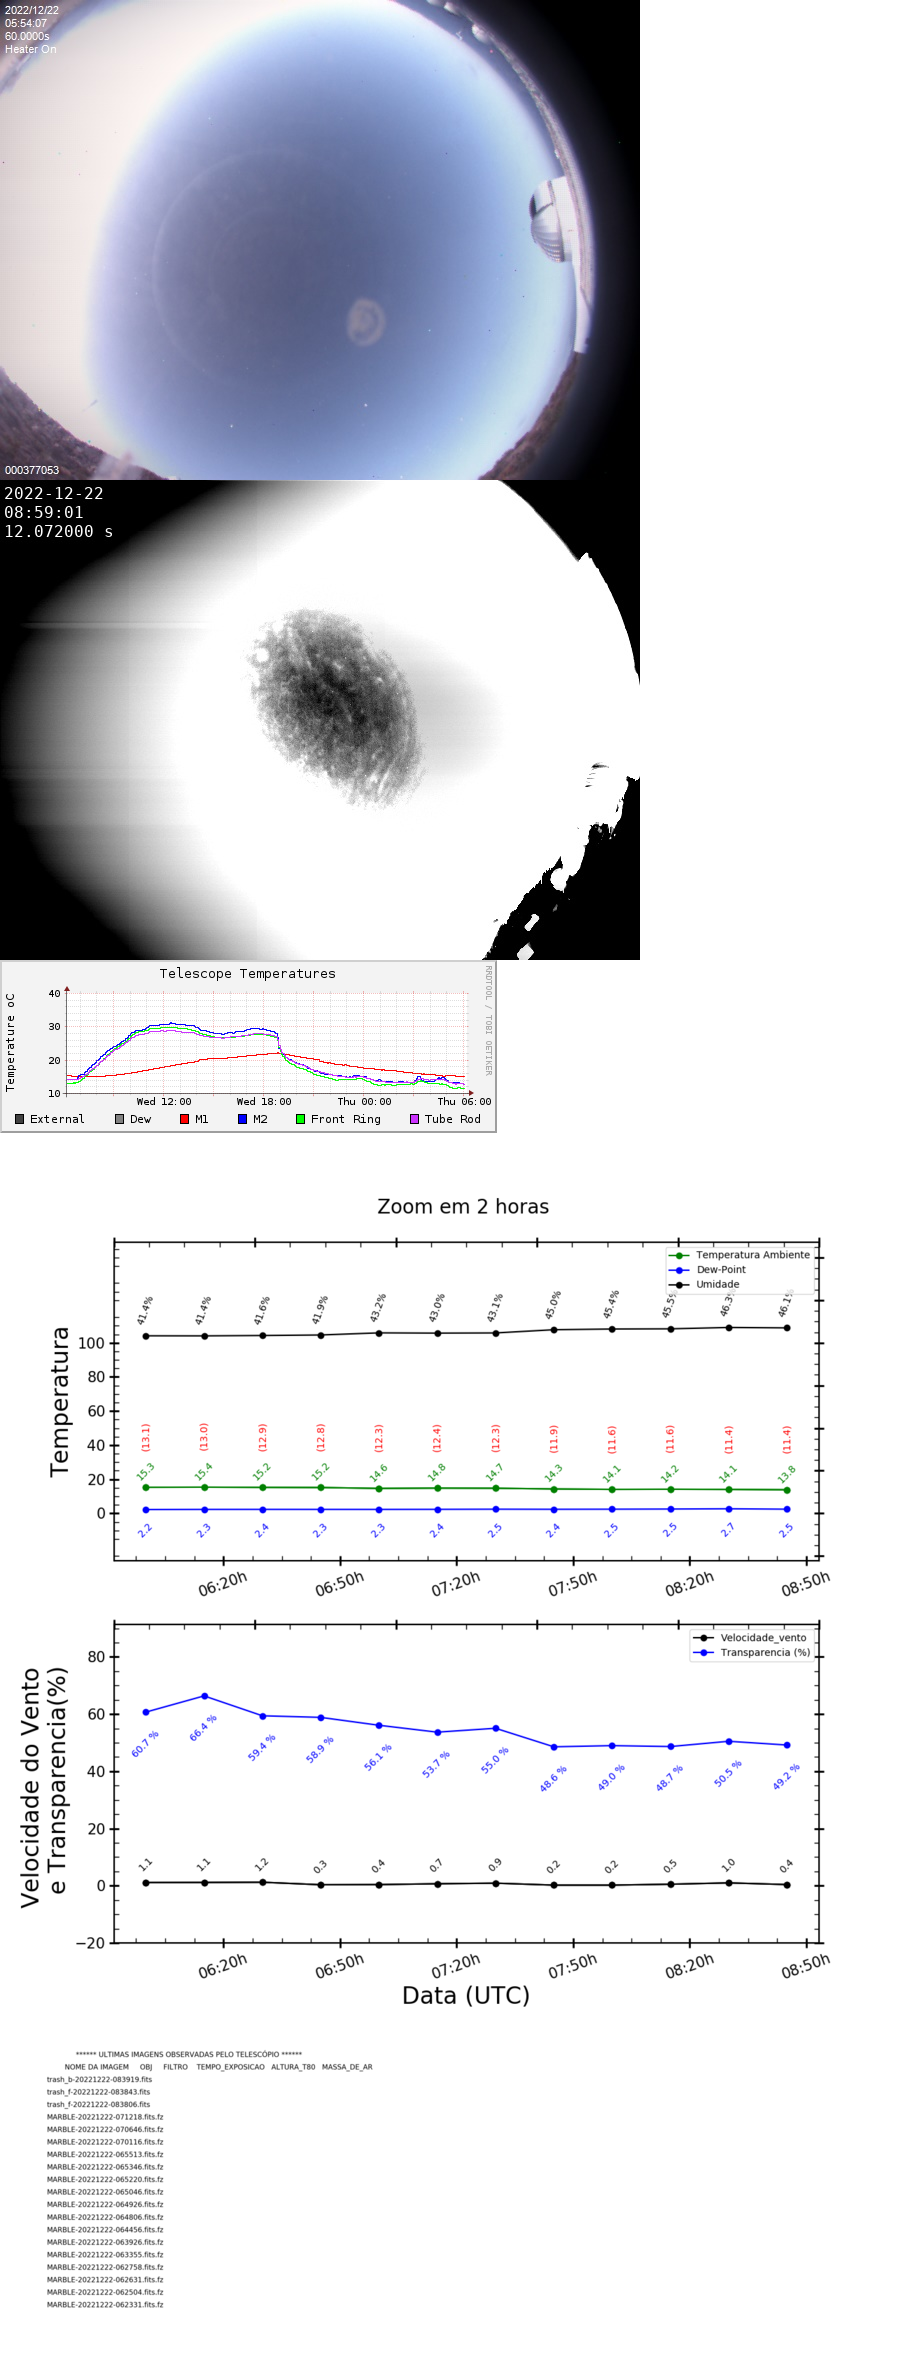 2022/12/22
05:54:07
60.0000s
Heater On
000377053
2022-12-22
08:59:01
12.072000 s
Telescope Temperatures
RRDTOOL / TOBI OETIKER
Temperature oC
40
30
20
10
Wed 12:00 Wed 18:00 Thu 00:00 Thu 06:00
External Dew M1 M2 Front Ring Tube Rod
Zoom em 2 horas
Temperatura Ambiente
Dew-Point
Umidade
Temperatura
100
80
60
40
20
0
41.4% 41.4% 41.6% 41.9% 43.2% 43.0% 43.1% 45.0% 45.4% 45.5% 46.3% 46.1%
(13.1) (13.0) (12.9) (12.8) (12.3) (12.4) (12.3) (11.9) (11.6) (11.6) (11.4) (11.4)
15.3 15.4 15.2 15.2 14.6 14.8 14.7 14.3 14.1 14.2 14.1 13.8
2.2 2.3 2.4 2.3 2.3 2.4 2.5 2.4 2.5 2.5 2.7 2.5
06:20h 06:50h 07:20h 07:50h 08:20h 08:50h
Velocidade_vento
Transparencia (%)
Velocidade do Vento
e Transparencia(%)
80
60
40
20
0
−20
60.7 % 66.4 % 59.4 % 58.9 % 56.1 % 53.7 % 55.0 % 48.6 % 49.0 % 48.7 % 50.5 % 49.2 %
1.1 1.1 1.2 0.3 0.4 0.7 0.9 0.2 0.2 0.5 1.0 0.4
06:20h 06:50h 07:20h 07:50h 08:20h 08:50h
Data (UTC)
****** ULTIMAS IMAGENS OBSERVADAS PELO TELESCÓPIO ******
NOME DA IMAGEM OBJ FILTRO TEMPO_EXPOSICAO ALTURA_T80 MASSA_DE_AR
trash_b-20221222-083919.fits
trash_f-20221222-083843.fits
trash_f-20221222-083806.fits
MARBLE-20221222-071218.fits.fz
MARBLE-20221222-070646.fits.fz
MARBLE-20221222-070116.fits.fz
MARBLE-20221222-065513.fits.fz
MARBLE-20221222-065346.fits.fz
MARBLE-20221222-065220.fits.fz
MARBLE-20221222-065046.fits.fz
MARBLE-20221222-064926.fits.fz
MARBLE-20221222-064806.fits.fz
MARBLE-20221222-064456.fits.fz
MARBLE-20221222-063926.fits.fz
MARBLE-20221222-063355.fits.fz
MARBLE-20221222-062758.fits.fz
MARBLE-20221222-062631.fits.fz
MARBLE-20221222-062504.fits.fz
MARBLE-20221222-062331.fits.fz